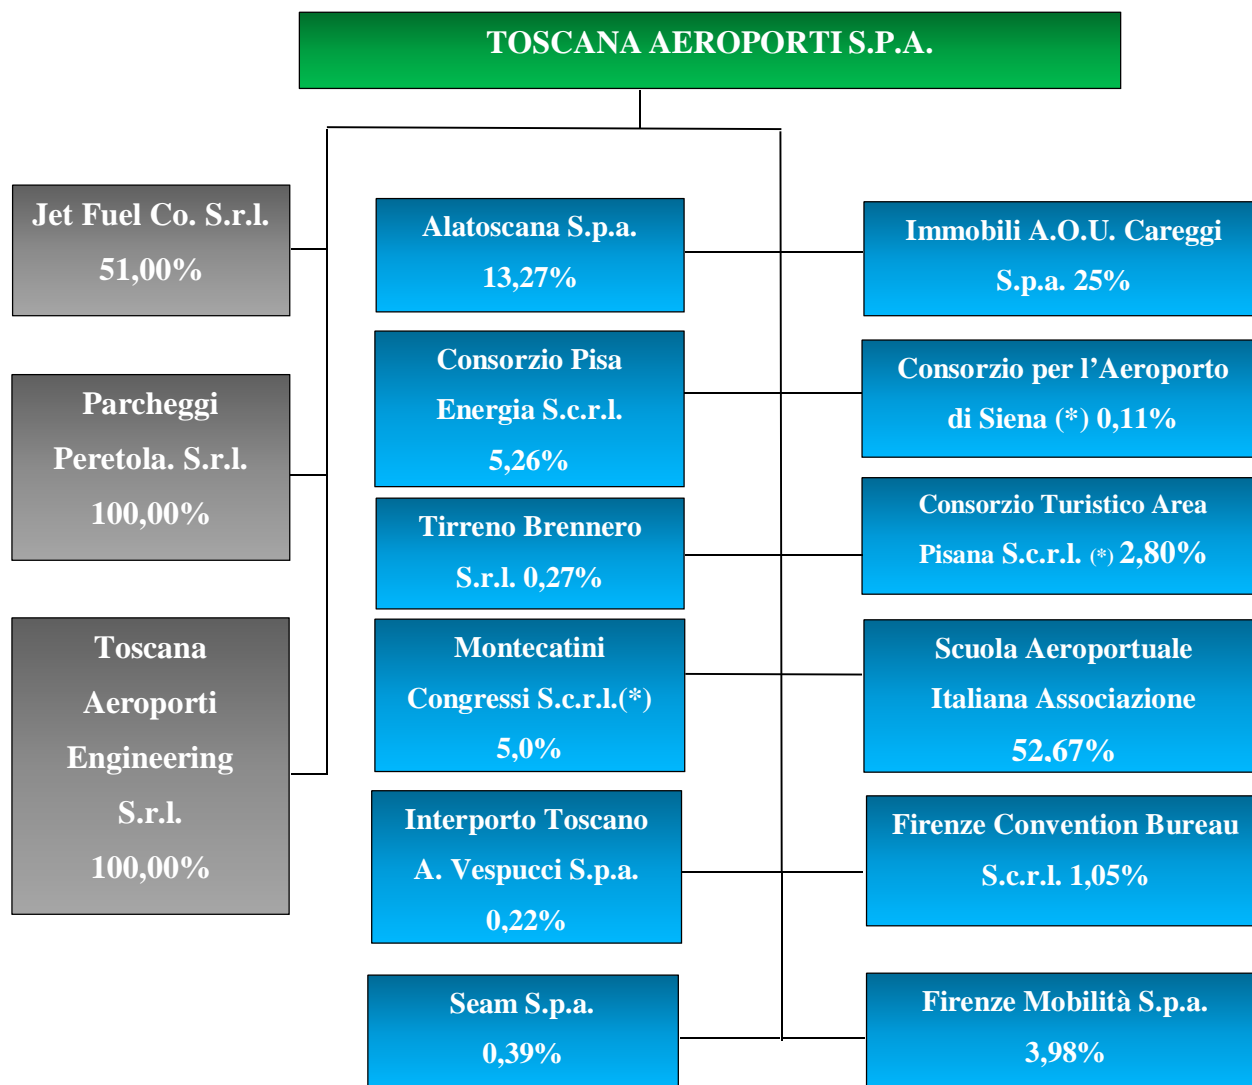 TOSCANA AEROPORTI S.P.A.
Jet Fuel Co. S.r.l.
51,00%
Parcheggi
Peretola. S.r.l.
100,00%
Toscana
Aeroporti
Engineering
S.r.l.
100,00%
Alatoscana S.p.a.
13,27%
Consorzio Pisa
Energia S.c.r.l.
5,26%
Tirreno Brennero
S.r.l. 0,27%
Montecatini
Congressi S.c.r.l.(*)
5,0%
Interporto Toscano
A. Vespucci S.p.a.
0,22%
Seam S.p.a.
0,39%
Immobili A.O.U. Careggi
S.p.a. 25%
Consorzio per l’Aeroporto
di Siena (*) 0,11%
Consorzio Turistico Area
Pisana S.c.r.l. (*) 2,80%
Scuola Aeroportuale
Italiana Associazione
52,67%
Firenze Convention Bureau
S.c.r.l. 1,05%
Firenze Mobilità S.p.a.
3,98%